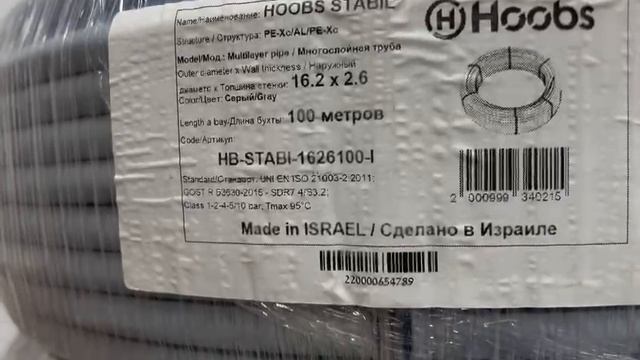 Name/Наименование: HOOBS STABIL
Hoobs
Structure / Структура: PE-Xc/AL/PE-Xc
Model/Мод.: Multilayer pipe / Многослойная труба
Outer diameter x Wall thickness / Наружный
диаметр x Толщина стенки: 16.2 x 2.6
Color/Цвет: Серый/Gray
Length a bay-Длина бухты: 100 метров
Code/Артикул:
HB-STABI-1626100-I
Standard/Стандарт: UNI EN ISO 21003-2 2011;
GOST R 53630-2015 - SDR7.4/S3.2;
Class 1-2-4-5/10 bar, Tmax 95°C
2 000999 340215
Made in ISRAEL / Сделано в Израиле
220000654789